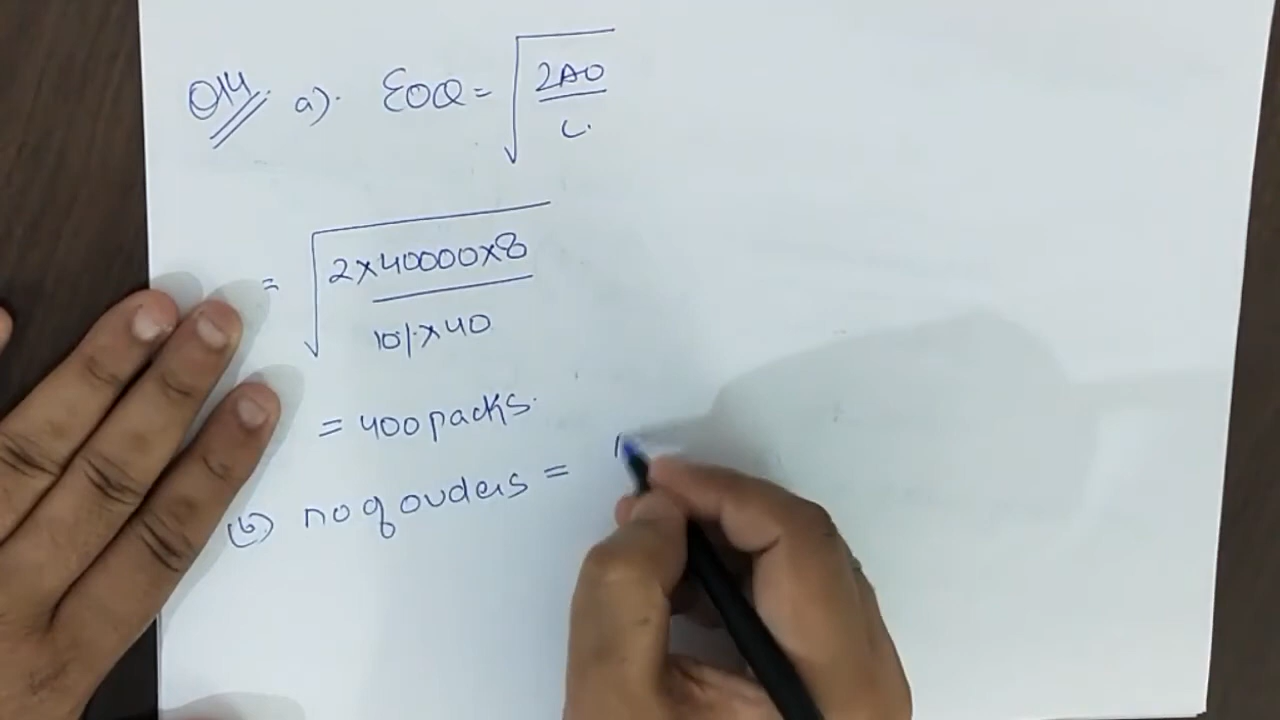 Q14. a). EOQ = √2AO
C.
= √2×40000×8
10%×40
= 400 packs.
(b) no of orders =